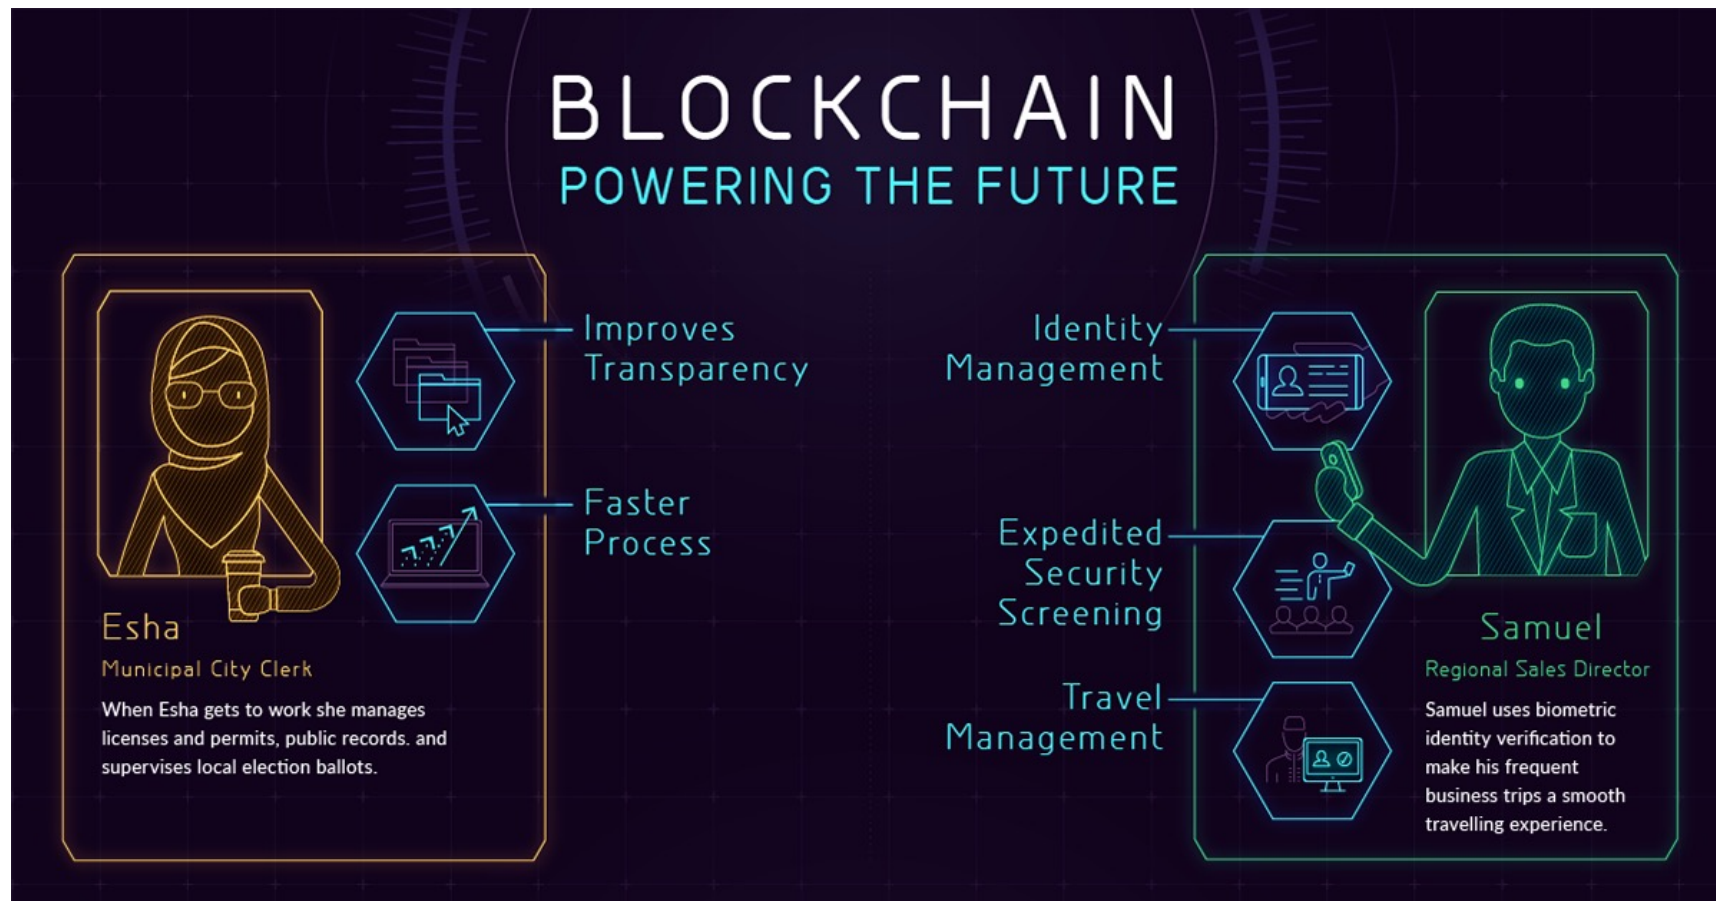 BLOCKCHAIN
POWERING THE FUTURE
Improves
Transparency
Faster
Process
Esha
Municipal City Clerk
When Esha gets to work she manages
licenses and permits, public records. and
supervises local election ballots.
Identity
Management
Expedited
Security
Screening
Travel
Management
Samuel
Regional Sales Director
Samuel uses biometric
identity verification to
make his frequent
business trips a smooth
travelling experience.